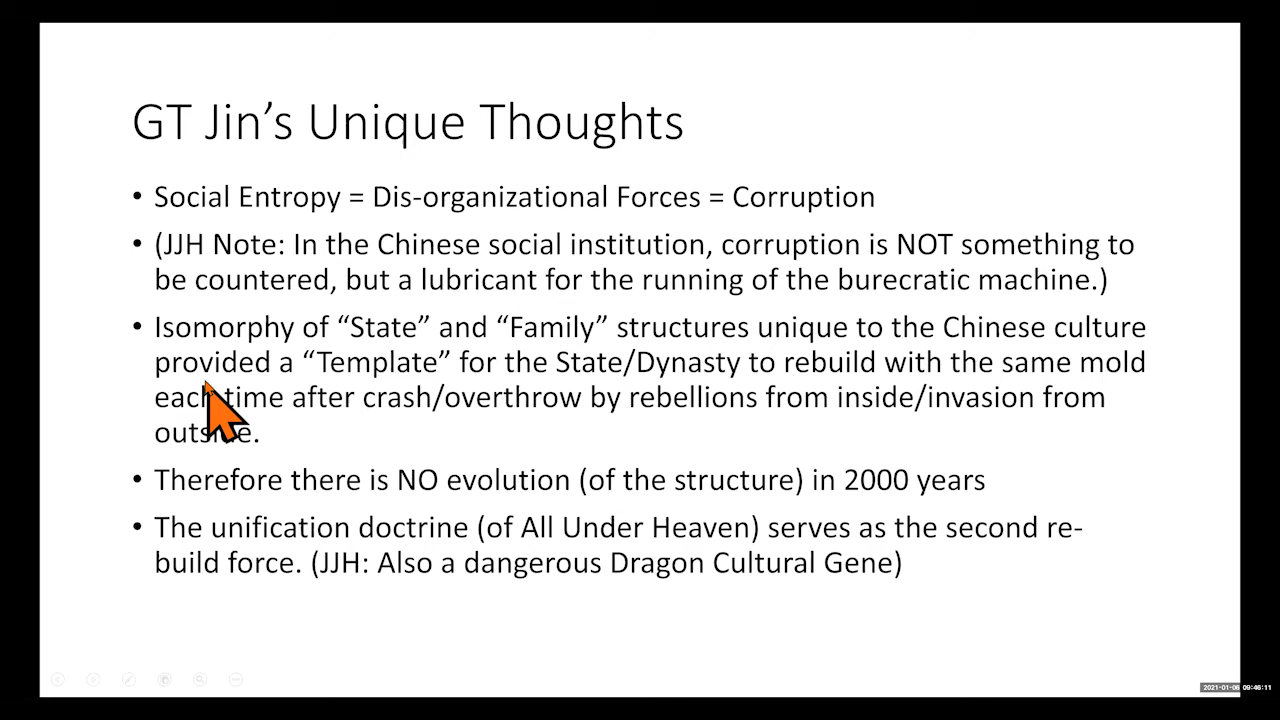 GT Jin’s Unique Thoughts
• Social Entropy = Dis-organizational Forces = Corruption
• (JJH Note: In the Chinese social institution, corruption is NOT something to
be countered, but a lubricant for the running of the burecratic machine.)
• Isomorphy of “State” and “Family” structures unique to the Chinese culture
provided a “Template” for the State/Dynasty to rebuild with the same mold
each time after crash/overthrow by rebellions from inside/invasion from
outside.
• Therefore there is NO evolution (of the structure) in 2000 years
• The unification doctrine (of All Under Heaven) serves as the second re-
build force. (JJH: Also a dangerous Dragon Cultural Gene)
2021-01-06 09:46:11